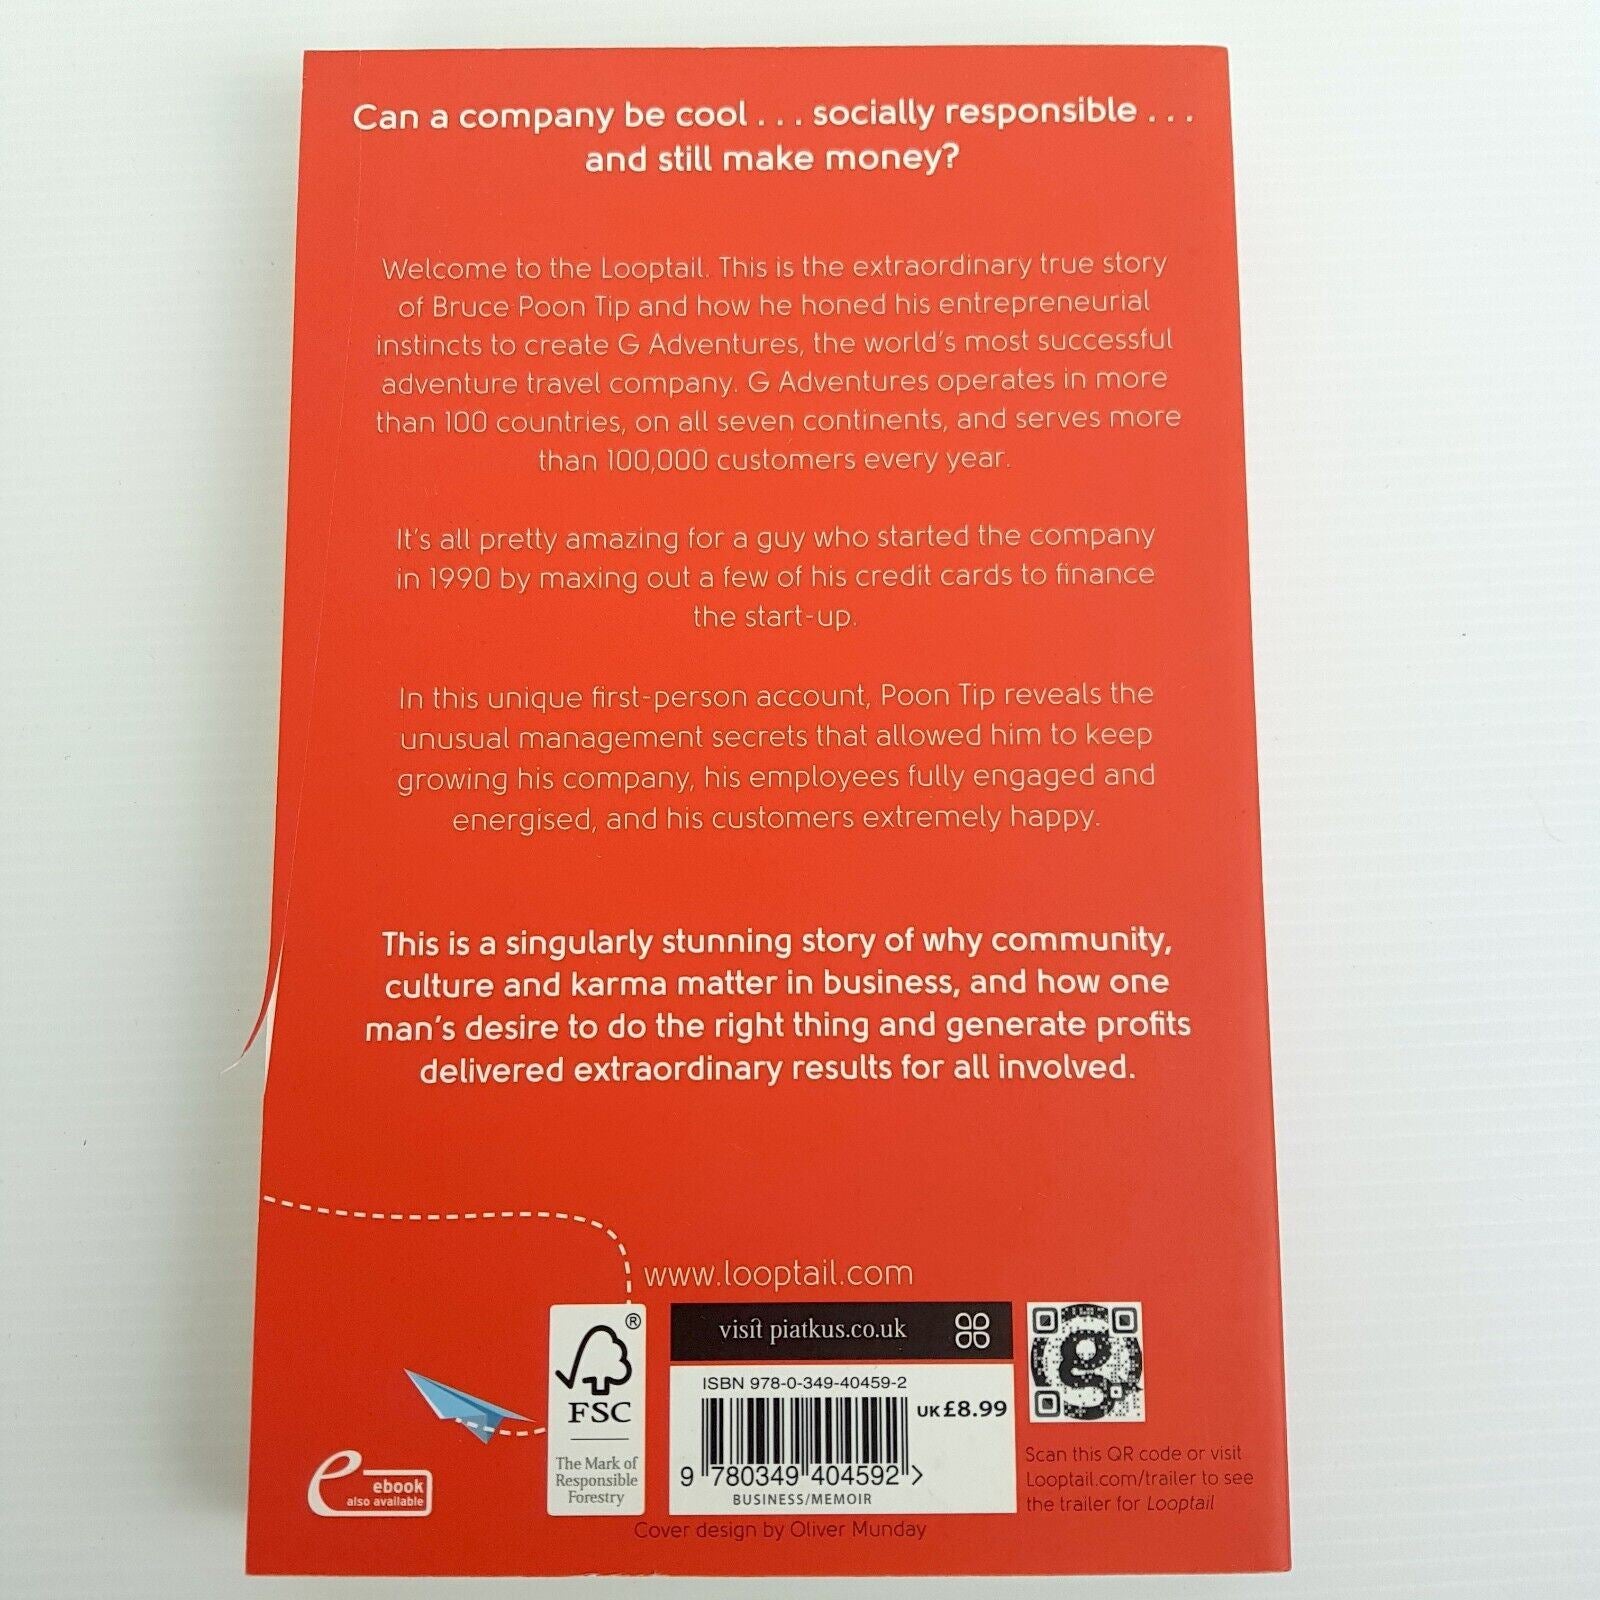 Can a company be cool . . . socially responsible . . .
and still make money?
Welcome to the Looptail. This is the extraordinary true story
of Bruce Poon Tip and how he honed his entrepreneurial
instincts to create G Adventures, the world's most successful
adventure travel company. G Adventures operates in more
than 100 countries, on all seven continents, and serves more
than 100,000 customers every year.
It's all pretty amazing for a guy who started the company
in 1990 by maxing out a few of his credit cards to finance
the start-up.
In this unique first-person account, Poon Tip reveals the
unusual management secrets that allowed him to keep
growing his company, his employees fully engaged and
energised, and his customers extremely happy.
This is a singularly stunning story of why community,
culture and karma matter in business, and how one
man's desire to do the right thing and generate profits
delivered extraordinary results for all involved.
www.looptail.com
e
ebook
also available
®
FSC
The Mark of
Responsible
Forestry
visit piatkus.co.uk
ISBN 978-0-349-40459-2
UK £8.99
9 780349 404592 >
BUSINESS/MEMOIR
g
Scan this QR code or visit
Looptail.com/trailer to see
the trailer for Looptail
Cover design by Oliver Munday